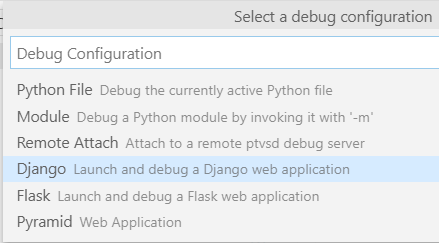 Select a debug configuration
Debug Configuration
Python File Debug the currently active Python file
Module Debug a Python module by invoking it with '-m'
Remote Attach Attach to a remote ptvsd debug server
Django Launch and debug a Django web application
Flask Launch and debug a Flask web application
Pyramid Web Application